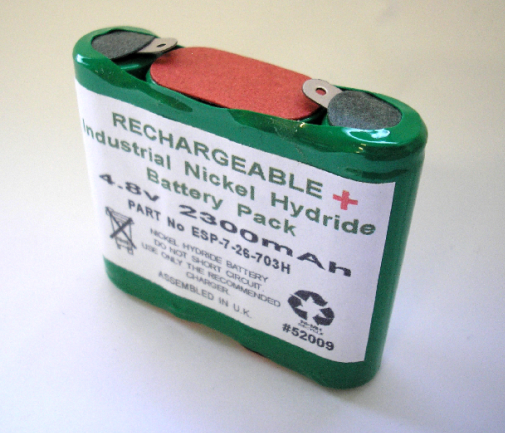 RECHARGEABLE +
Industrial Nickel Hydride
Battery Pack
4.8V 2300mAh
PART No ESP-7-26-703H
NICKEL HYDRIDE BATTERY
DO NOT SHORT CIRCUIT
USE ONLY THE RECOMMENDED
CHARGER.
ASSEMBLED IN U.K.
#52009